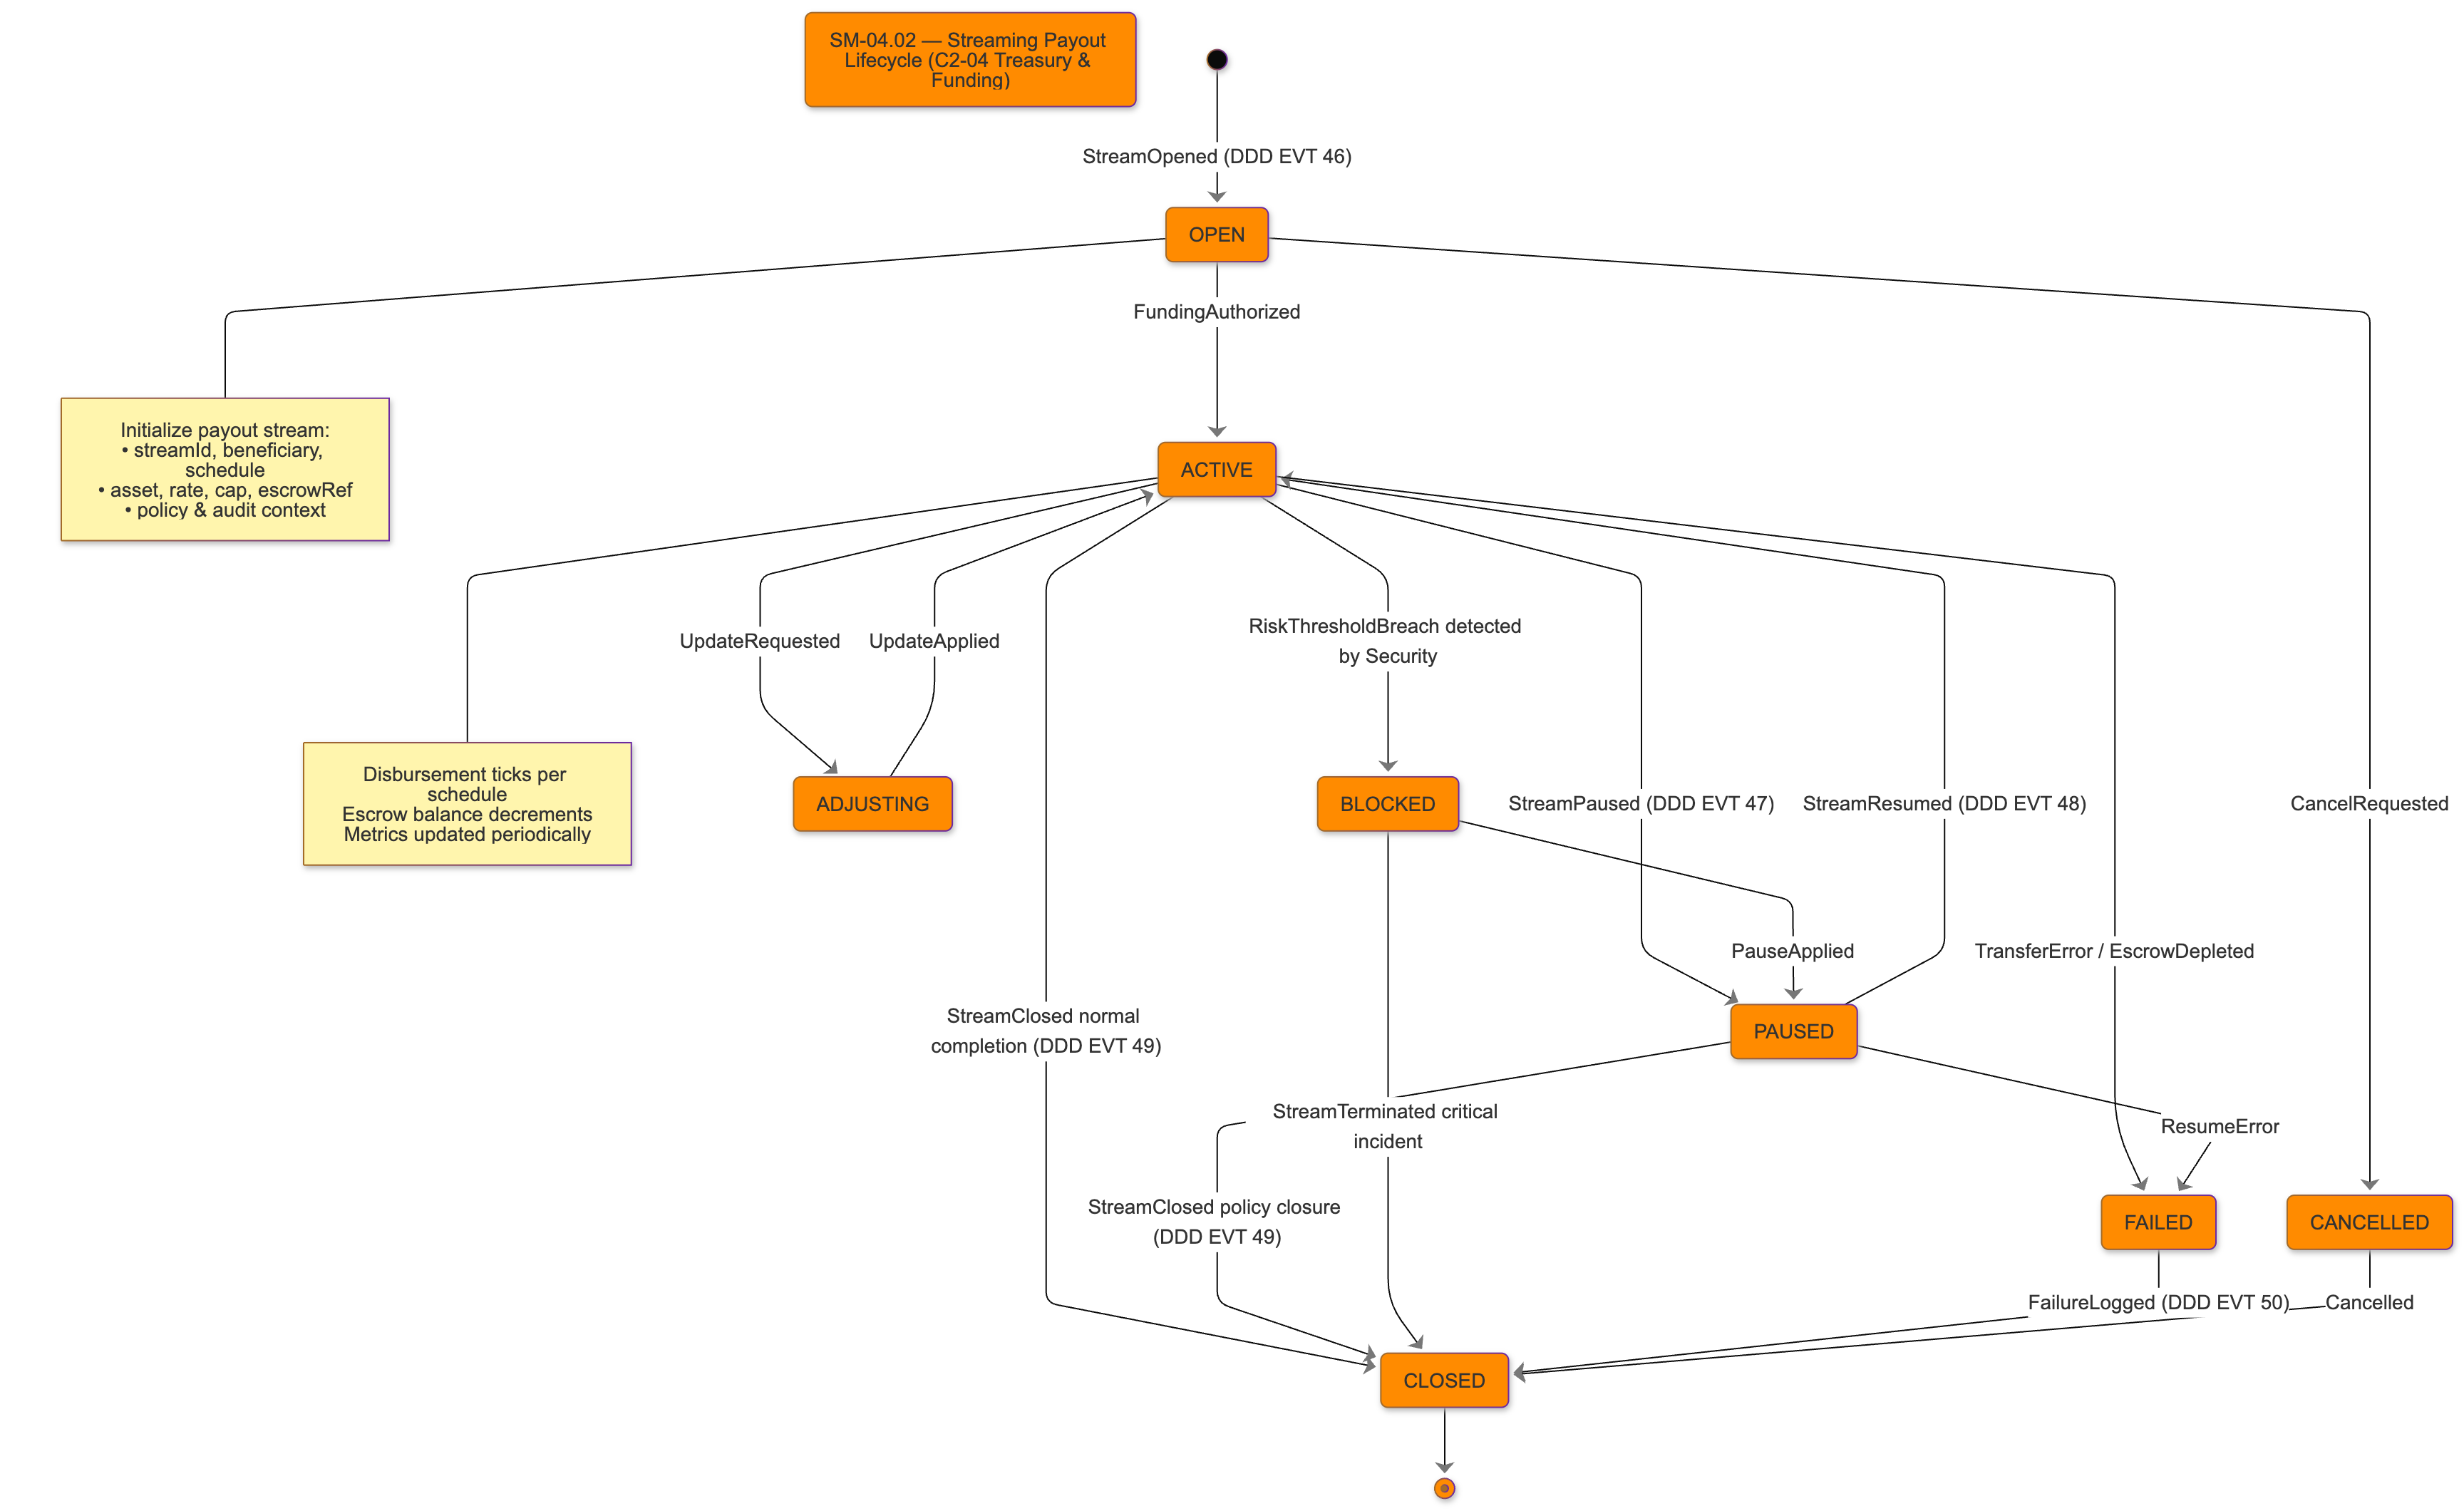 SM-04.02 — Streaming Payout
Lifecycle (C2-04 Treasury &
Funding)
StreamOpened (DDD EVT 46)
OPEN
FundingAuthorized
Initialize payout stream:
• streamId, beneficiary,
schedule
• asset, rate, cap, escrowRef
• policy & audit context
ACTIVE
UpdateRequested
UpdateApplied
RiskThresholdBreach detected
by Security
Disbursement ticks per
schedule
Escrow balance decrements
Metrics updated periodically
ADJUSTING
BLOCKED
StreamPaused (DDD EVT 47)
StreamResumed (DDD EVT 48)
CancelRequested
PauseApplied
TransferError / EscrowDepleted
StreamClosed normal
completion (DDD EVT 49)
PAUSED
StreamTerminated critical
incident
ResumeError
StreamClosed policy closure
(DDD EVT 49)
FAILED
CANCELLED
FailureLogged (DDD EVT 50)
Cancelled
CLOSED